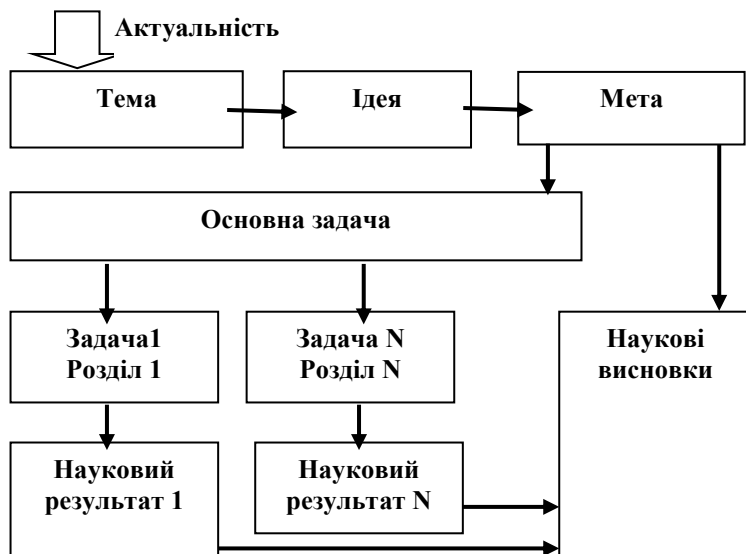 Актуальність
Тема
Ідея
Мета
Основна задача
Задача1
Розділ 1
Задача N
Розділ N
Наукові
висновки
Науковий
результат 1
Науковий
результат N